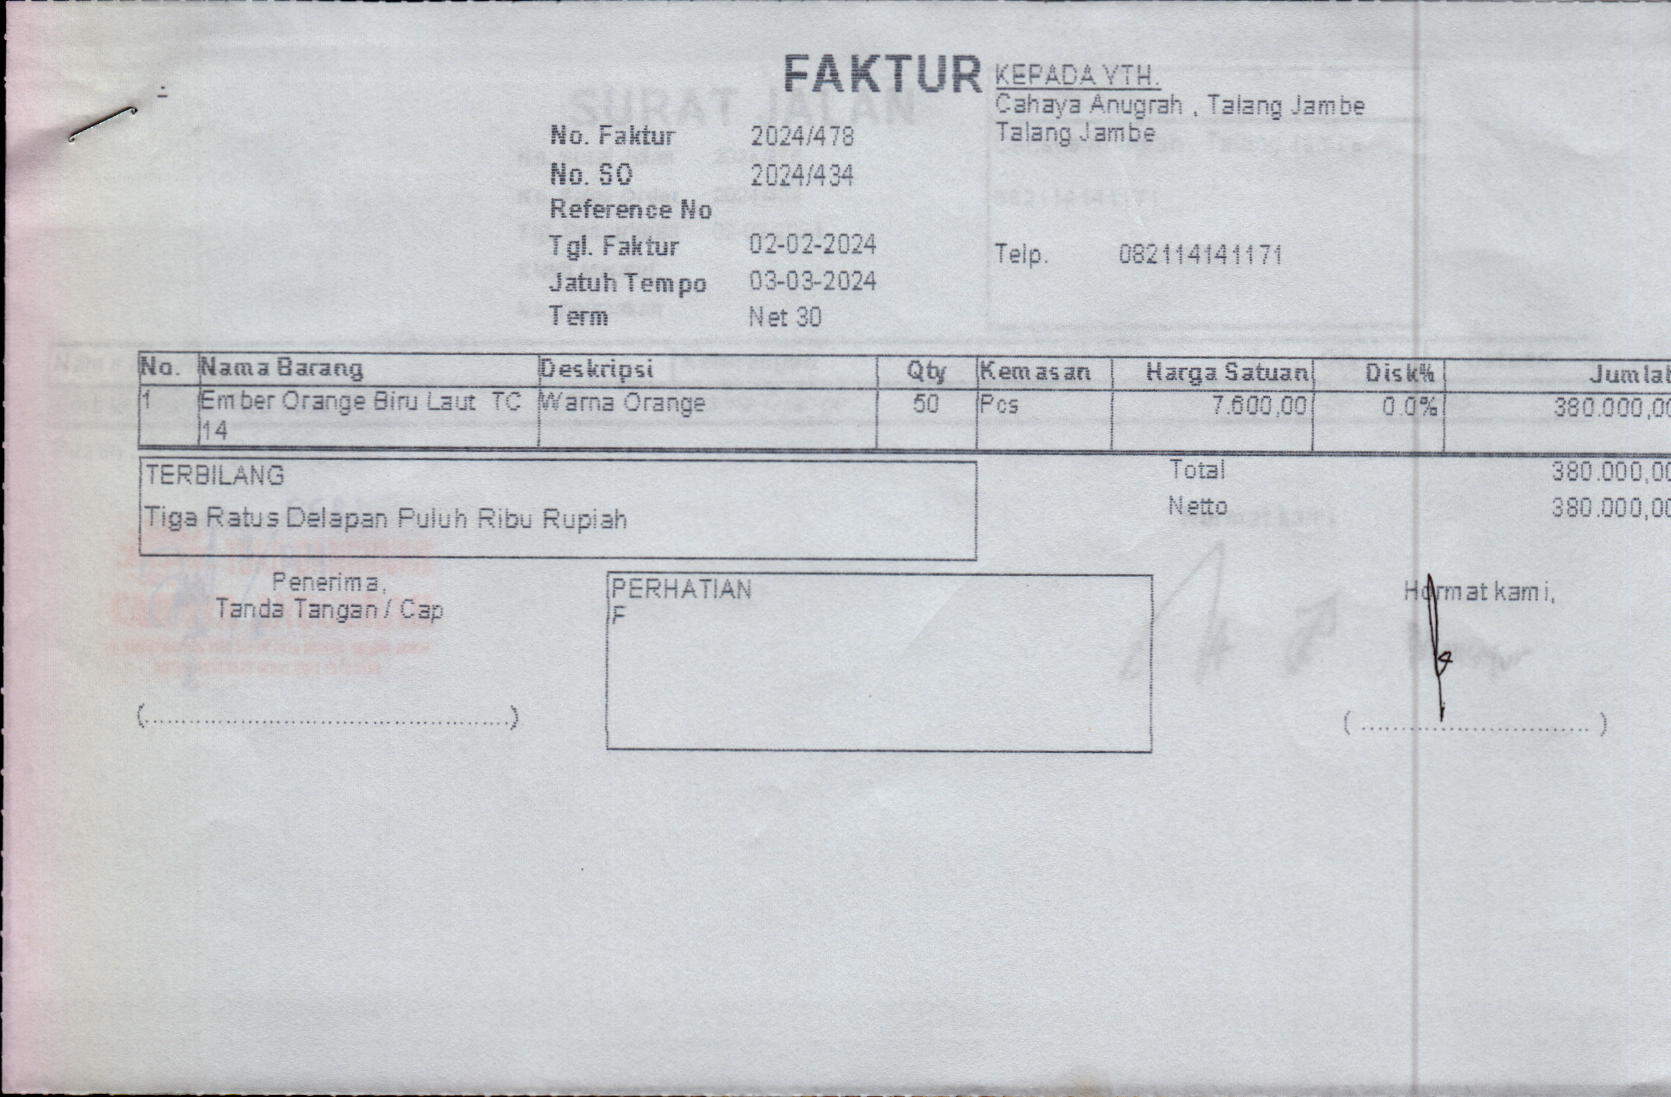 FAKTUR
KEPADA YTH.
Cahaya Anugrah , Talang Jambe
Talang Jambe
Telp. 082114141171
No. Faktur 2024/478
No. SO 2024/434
Reference No
Tgl. Faktur 02-02-2024
Jatuh Tempo 03-03-2024
Term Net 30
No. Nama Barang Deskripsi Qty Kemasan Harga Satuan Disk% Jumlah
1 Ember Orange Biru Laut TC Warna Orange 50 Pcs 7.600,00 0.0% 380.000,00
14
TERBILANG
Tiga Ratus Delapan Puluh Ribu Rupiah
Total 380.000,00
Netto 380.000,00
Penerima,
Tanda Tangan / Cap
(................................................)
PERHATIAN
F
Hormat kami,
( .............................. )
SURAT JALAN